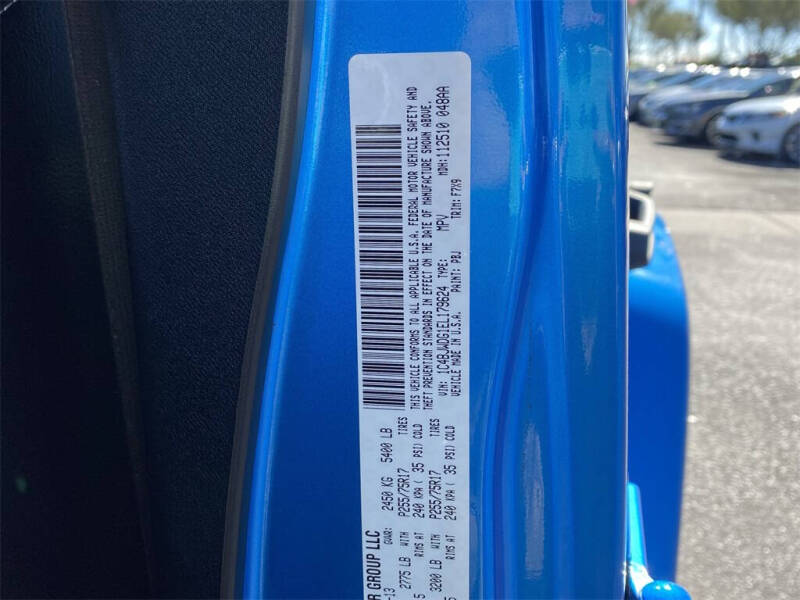 R GROUP LLC
-13 GVWR: 2450 KG 5400 LB
2775 LB WITH P255/75R17 TIRES
5 RIMS AT 240 KPA ( 35 PSI) COLD
3200 LB WITH P255/75R17 TIRES
5 RIMS AT 240 KPA ( 35 PSI) COLD
THIS VEHICLE CONFORMS TO ALL APPLICABLE U.S.A. FEDERAL MOTOR VEHICLE SAFETY AND
THEFT PREVENTION STANDARDS IN EFFECT ON THE DATE OF MANUFACTURE SHOWN ABOVE.
VIN: 1C4BJWDG1EL179624 TYPE: MPV MDH:112510 048AA
VEHICLE MADE IN U.S.A. PAINT: PBJ TRIM: F7X9